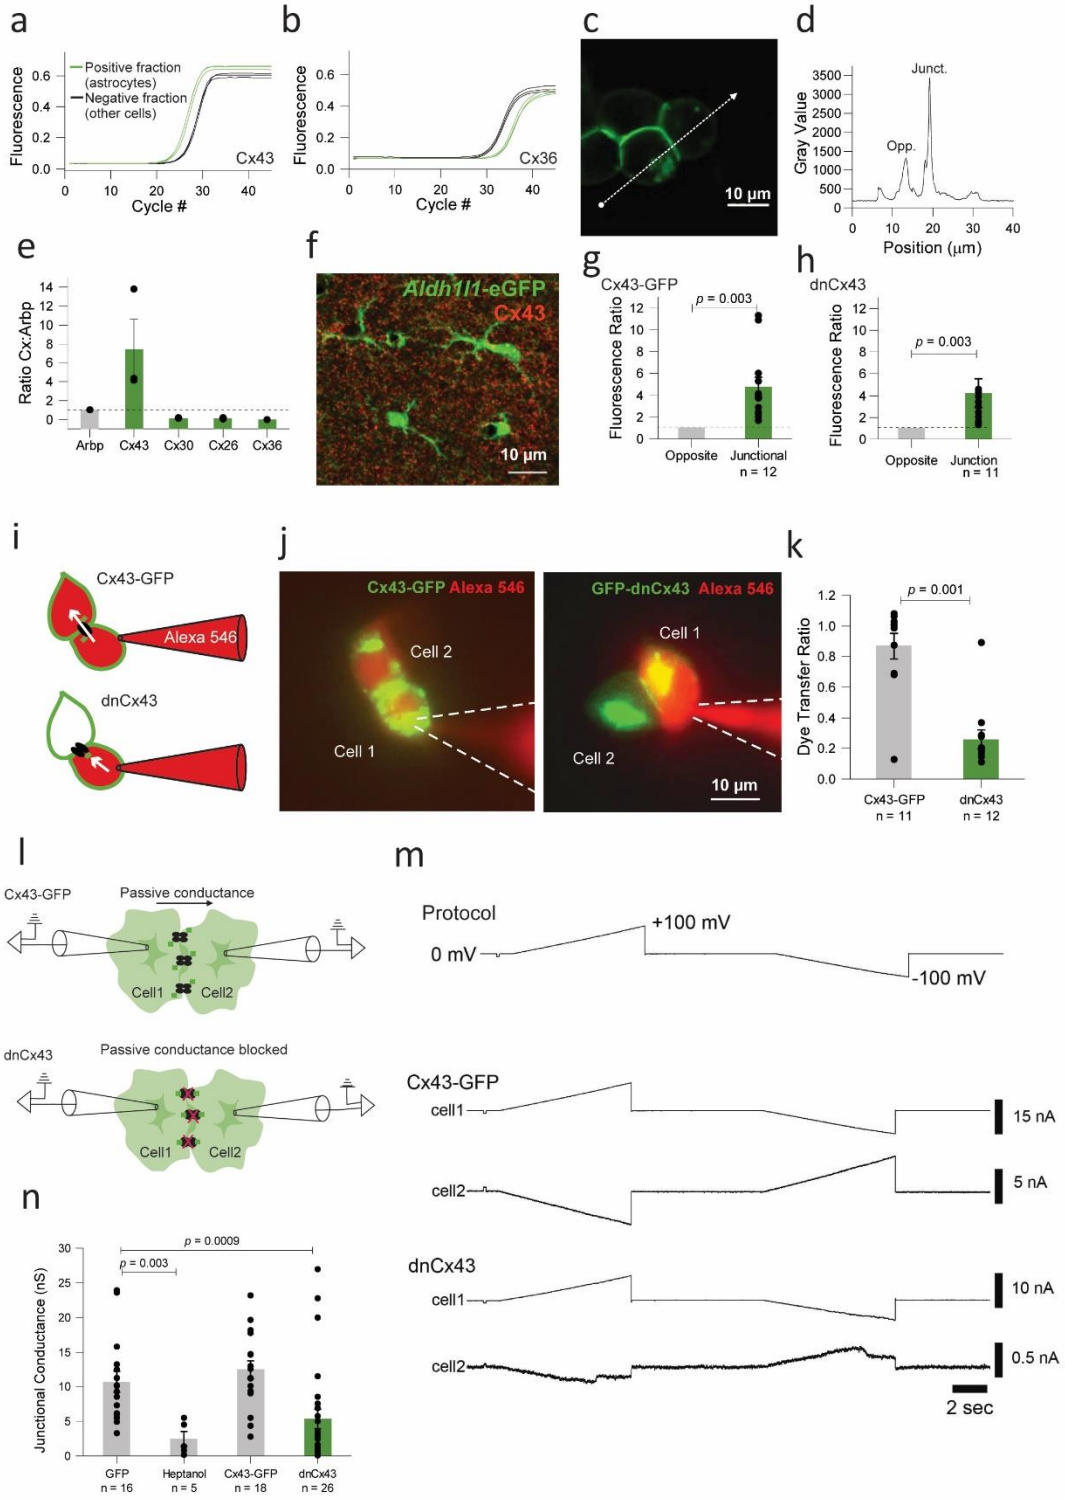 a
Fluorescence
0.6
0.4
0.2
0.0
Positive fraction
(astrocytes)
Negative fraction
(other cells)
Cx43
0 10 20 30 40
Cycle #
b
Fluorescence
0.6
0.4
0.2
0.0
Cx36
0 10 20 30 40
Cycle #
c
10 µm
d
Gray Value
3500
3000
2500
2000
1500
1000
500
0
Junct.
Opp.
0 10 20 30 40
Position (µm)
e
Ratio Cx:Arbp
14
12
10
8
6
4
2
0
Arbp Cx43 Cx30 Cx26 Cx36
f
Aldh1l1-eGFP
Cx43
10 µm
g
Cx43-GFP
Fluorescence Ratio
p = 0.003
12
10
8
6
4
2
0
Opposite Junctional
n = 12
h
dnCx43
Fluorescence Ratio
p = 0.003
12
10
8
6
4
2
0
Opposite Junction
n = 11
i
Cx43-GFP
Alexa 546
dnCx43
j
Cx43-GFP Alexa 546
Cell 2
Cell 1
GFP-dnCx43 Alexa 546
Cell 1
Cell 2
10 µm
k
Dye Transfer Ratio
p = 0.001
1.2
1.0
0.8
0.6
0.4
0.2
0.0
Cx43-GFP dnCx43
n = 11 n = 12
l
Cx43-GFP
Passive conductance
Cell1 Cell2
dnCx43
Passive conductance blocked
Cell1 Cell2
m
Protocol
+100 mV
0 mV
-100 mV
Cx43-GFP
cell1
15 nA
cell2
5 nA
dnCx43
cell1
10 nA
cell2
0.5 nA
2 sec
n
Junctional Conductance (nS)
p = 0.0009
p = 0.003
30
25
20
15
10
5
0
GFP Heptanol Cx43-GFP dnCx43
n = 16 n = 5 n = 18 n = 26